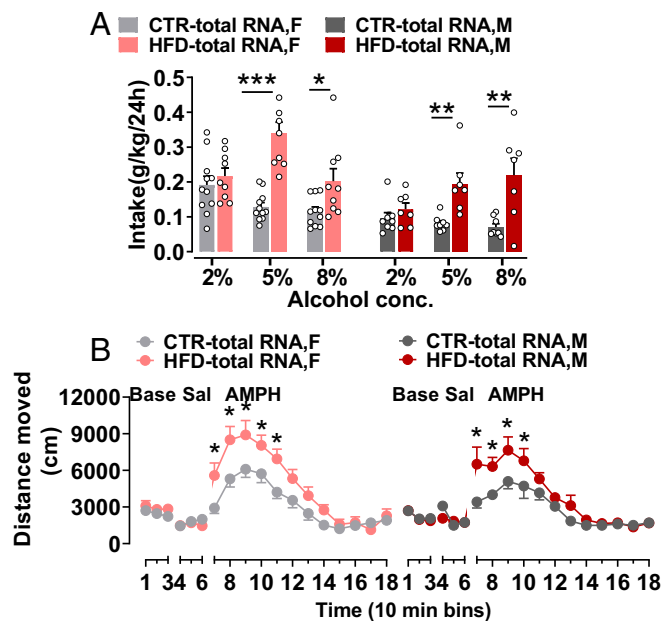 A
CTR-total RNA,F
CTR-total RNA,M
HFD-total RNA,F
HFD-total RNA,M
Intake(g/kg/24h)
0.5
0.4
0.3
0.2
0.1
0.0
*** * ** **
2% 5% 8% 2% 5% 8%
Alcohol conc.
B
CTR-total RNA,F
CTR-total RNA,M
HFD-total RNA,F
HFD-total RNA,M
Base Sal AMPH Base Sal AMPH
Distance moved
(cm)
12000
9000
6000
3000
0
* * * * * * * * *
1 34 6 8 10 12 14 16 18 1 34 6 8 10 12 14 16 18
Time (10 min bins)